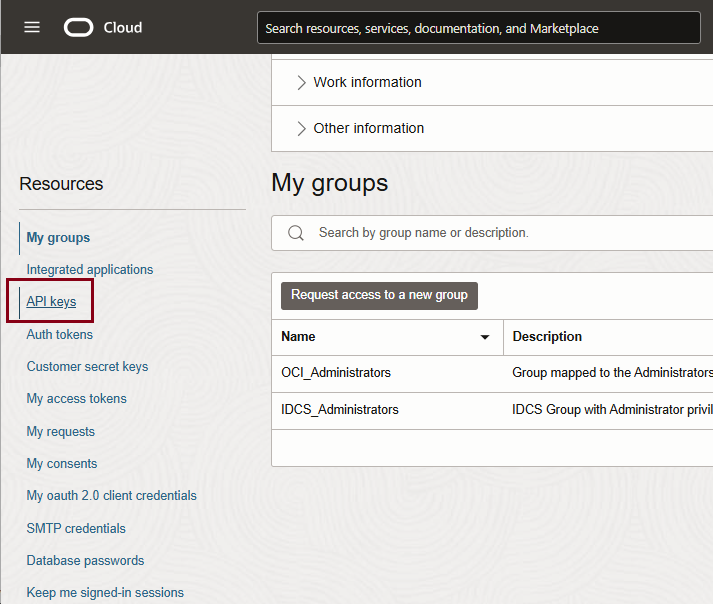 Cloud
Search resources, services, documentation, and Marketplace
Work information
Other information
Resources
My groups
Integrated applications
API keys
Auth tokens
Customer secret keys
My access tokens
My requests
My consents
My oauth 2.0 client credentials
SMTP credentials
Database passwords
Keep me signed-in sessions
My groups
Search by group name or description.
Request access to a new group
Name Description
OCI_Administrators Group mapped to the Administrators
IDCS_Administrators IDCS Group with Administrator privil